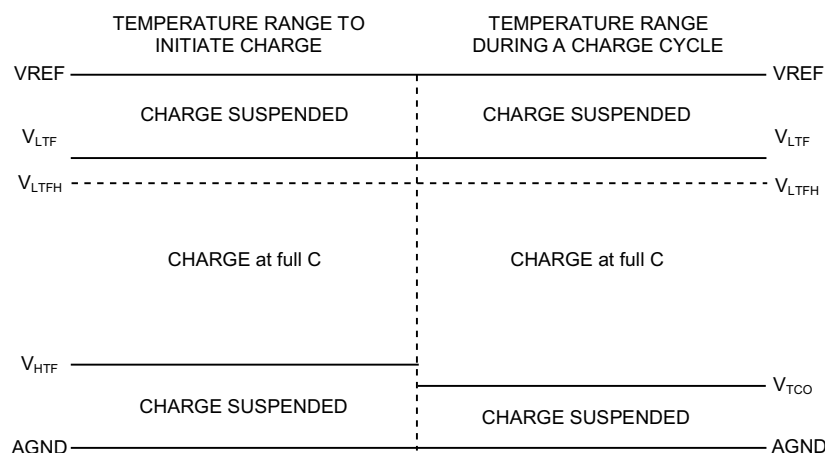 TEMPERATURE RANGE TO
INITIATE CHARGE
TEMPERATURE RANGE
DURING A CHARGE CYCLE
VREF
VREF
CHARGE SUSPENDED
CHARGE SUSPENDED
VLTF
VLTF
VLTFH
VLTFH
CHARGE at full C
CHARGE at full C
VHTF
VTCO
CHARGE SUSPENDED
CHARGE SUSPENDED
AGND
AGND